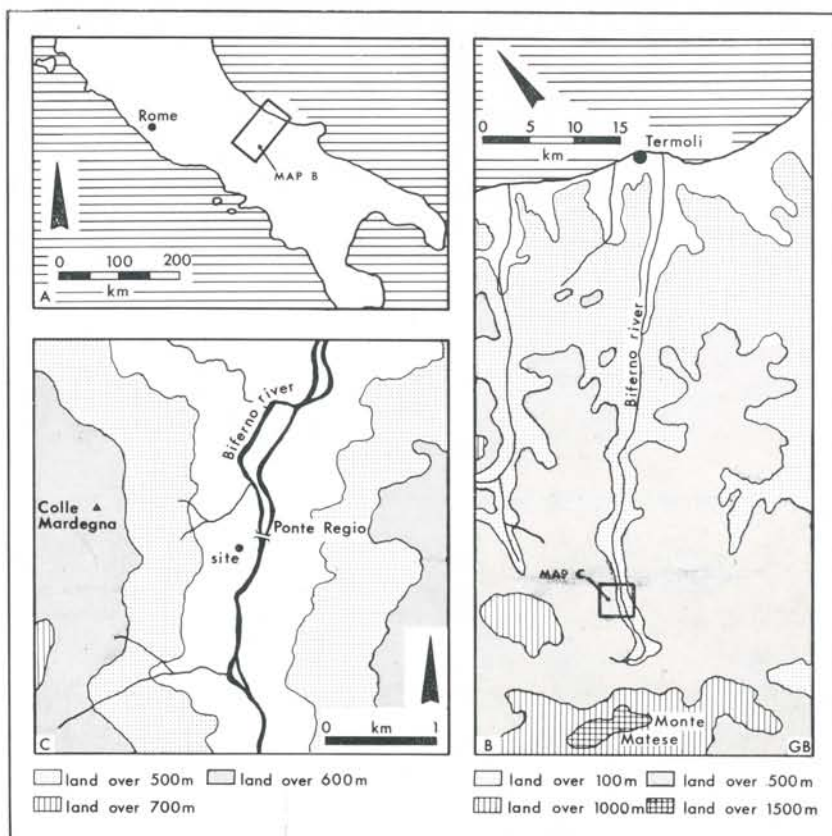 Rome
MAP B
0 100 200
km
A
0 5 10 15
km
Termoli
Biferno river
MAP C
Monte
Matese
B
GB
Biferno river
Colle
Mardegna
Ponte Regio
site
0 km 1
C
land over 500m
land over 600m
land over 700m
land over 100m
land over 500m
land over 1000m
land over 1500m